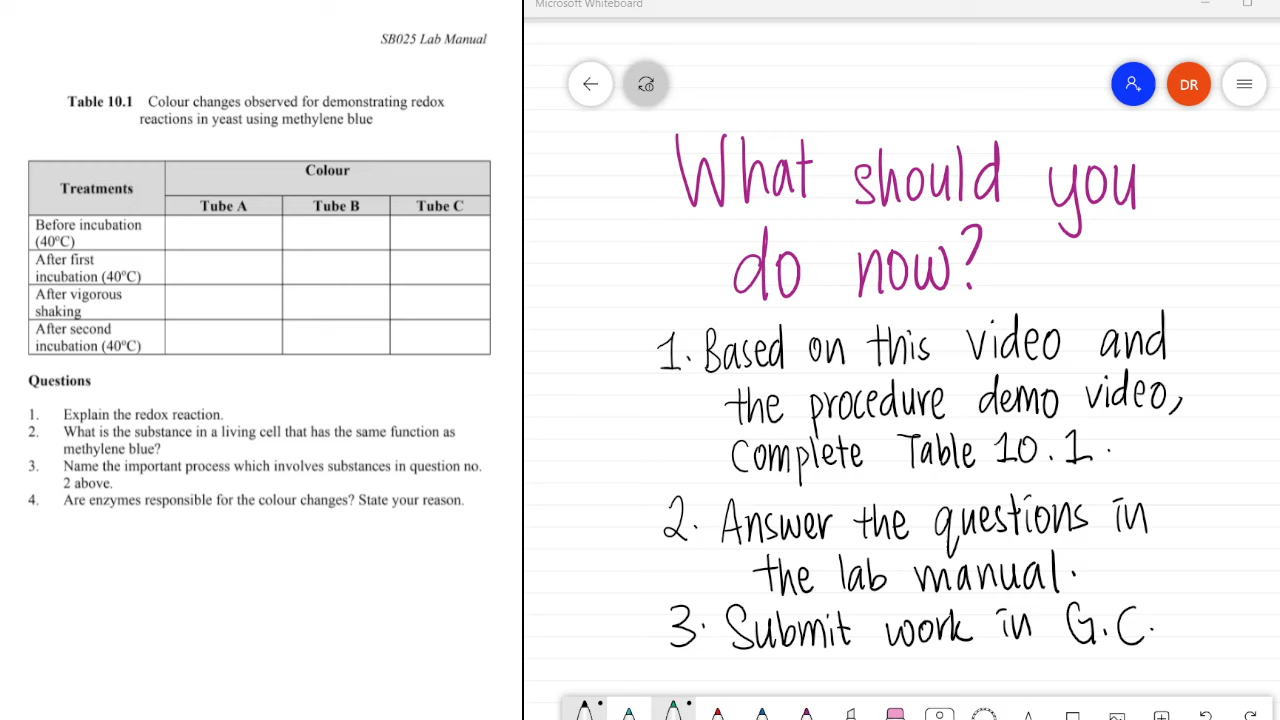 SB025 Lab Manual
Table 10.1 Colour changes observed for demonstrating redox
reactions in yeast using methylene blue
Treatments
Colour
Tube A
Tube B
Tube C
Before incubation
(40°C)
After first
incubation (40°C)
After vigorous
shaking
After second
incubation (40°C)
Questions
1. Explain the redox reaction.
2. What is the substance in a living cell that has the same function as
methylene blue?
3. Name the important process which involves substances in question no.
2 above.
4. Are enzymes responsible for the colour changes? State your reason.
Microsoft Whiteboard
DR
What should you
do now?
1. Based on this video and
the procedure demo video,
complete Table 10.1.
2. Answer the questions in
the lab manual.
3. Submit work in G.C.